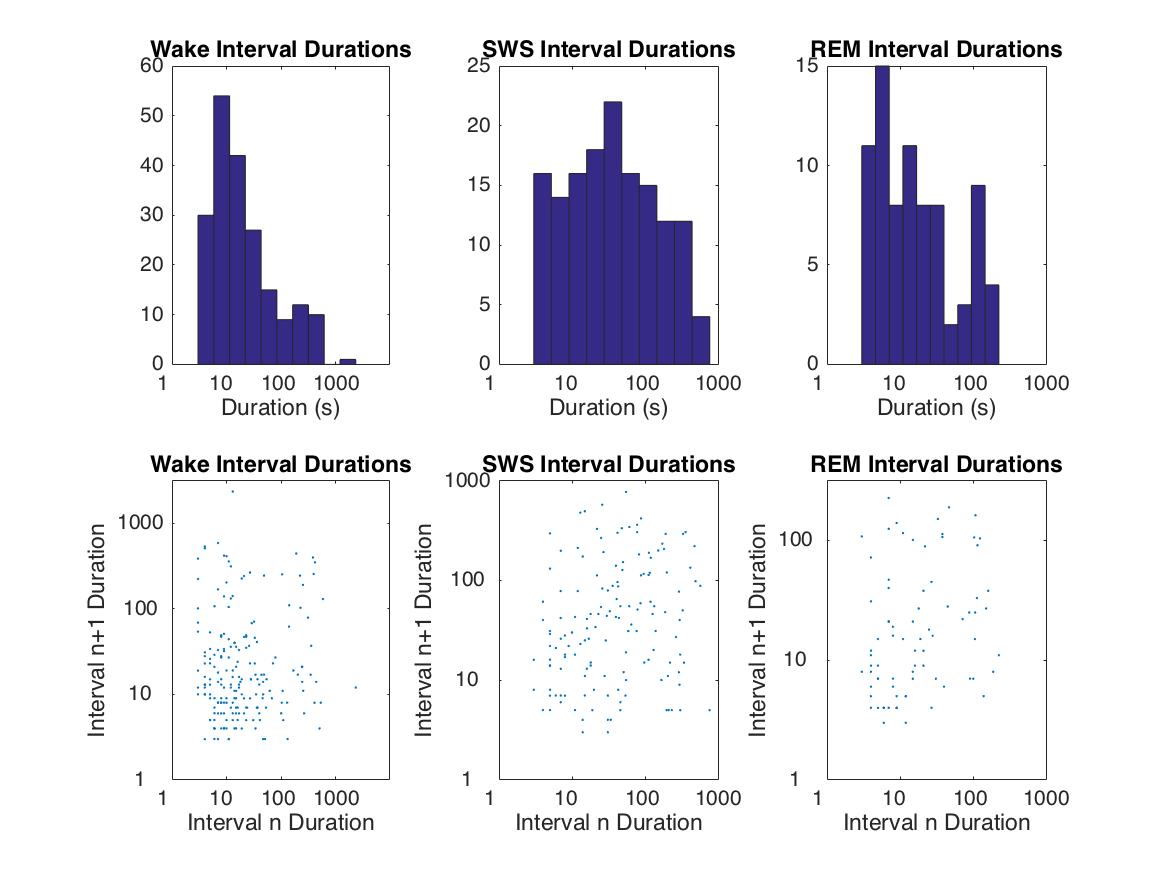 Wake Interval Durations
60
50
40
30
20
10
0
1 10 100 1000
Duration (s)
SWS Interval Durations
25
20
15
10
5
0
1 10 100 1000
Duration (s)
REM Interval Durations
15
10
5
0
1 10 100 1000
Duration (s)
Wake Interval Durations
Interval n+1 Duration
1000
100
10
1
1 10 100 1000
Interval n Duration
SWS Interval Durations
Interval n+1 Duration
1000
100
10
1
1 10 100 1000
Interval n Duration
REM Interval Durations
Interval n+1 Duration
100
10
1
1 10 100 1000
Interval n Duration